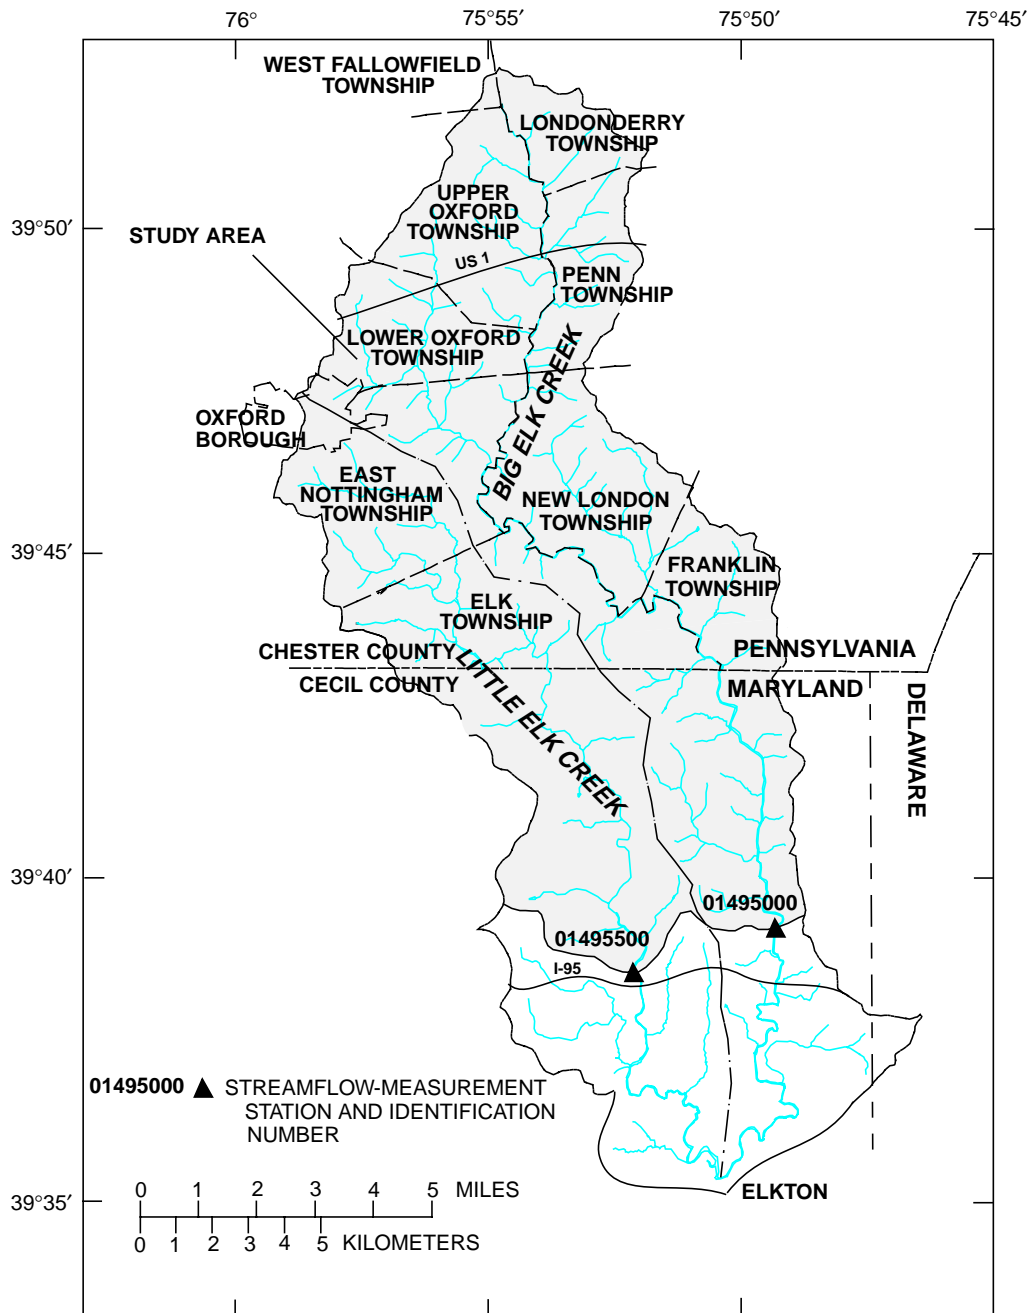 76°
75°55′
75°50′
75°45′
WEST FALLOWFIELD
TOWNSHIP
LONDONDERRY
TOWNSHIP
UPPER
OXFORD
TOWNSHIP
39°50′
STUDY AREA
US 1
PENN
TOWNSHIP
LOWER OXFORD
TOWNSHIP
BIG ELK CREEK
OXFORD
BOROUGH
EAST
NOTTINGHAM
TOWNSHIP
NEW LONDON
TOWNSHIP
39°45′
FRANKLIN
TOWNSHIP
ELK
TOWNSHIP
CHESTER COUNTY
PENNSYLVANIA
CECIL COUNTY
MARYLAND
LITTLE ELK CREEK
DELAWARE
39°40′
01495000
01495500
I-95
01495000 ▲ STREAMFLOW-MEASUREMENT
STATION AND IDENTIFICATION
NUMBER
ELKTON
39°35′
0 1 2 3 4 5 MILES
0 1 2 3 4 5 KILOMETERS